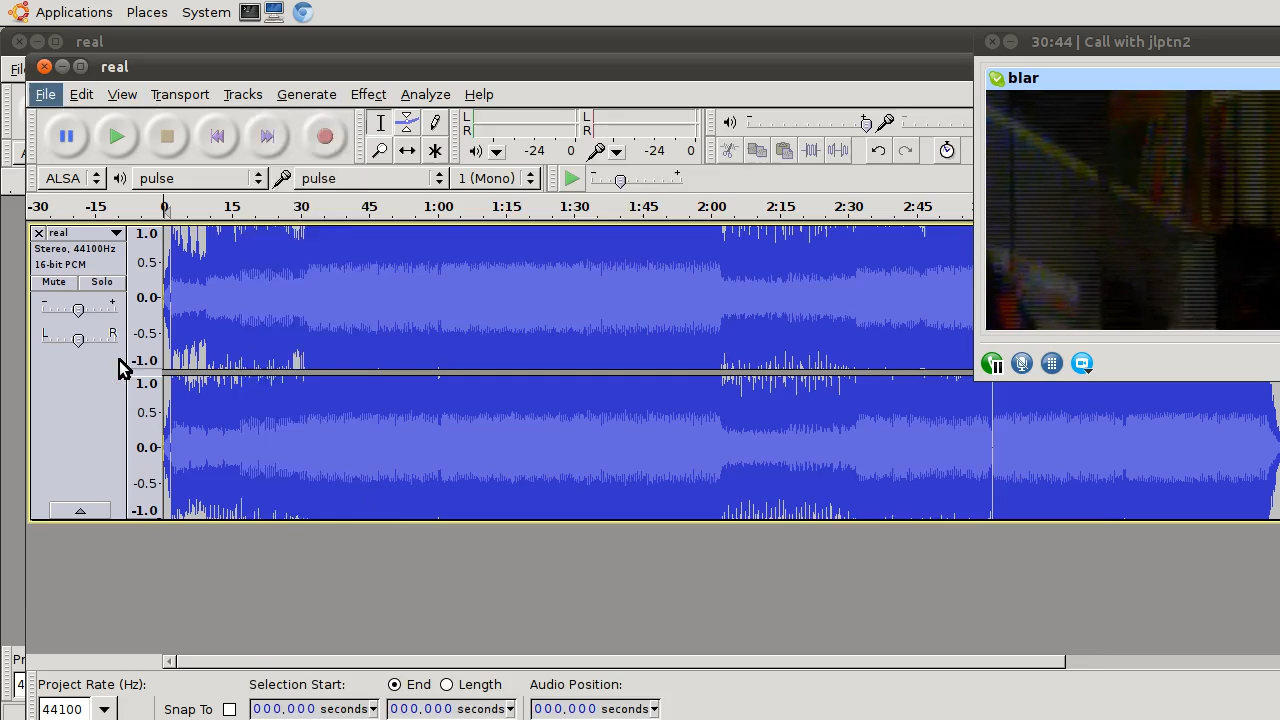 Applications Places System
real
30:44 | Call with jlptn2
real
blar
File Edit View Transport Tracks Generate Effect Analyze Help
L
R
-24 0
L
R
-24 0
ALSA pulse pulse 1 (Mono)
-30 -15 0 15 30 45 1:00 1:15 1:30 1:45 2:00 2:15 2:30 2:45
real
Stereo, 44100Hz
16-bit PCM
Mute Solo
- +
L R
1.0
0.5-
0.0-
-0.5-
-1.0
1.0
0.5-
0.0-
-0.5-
-1.0
Project Rate (Hz): Selection Start: End Length Audio Position:
44100 Snap To 000,000 seconds 000,000 seconds 000,000 seconds